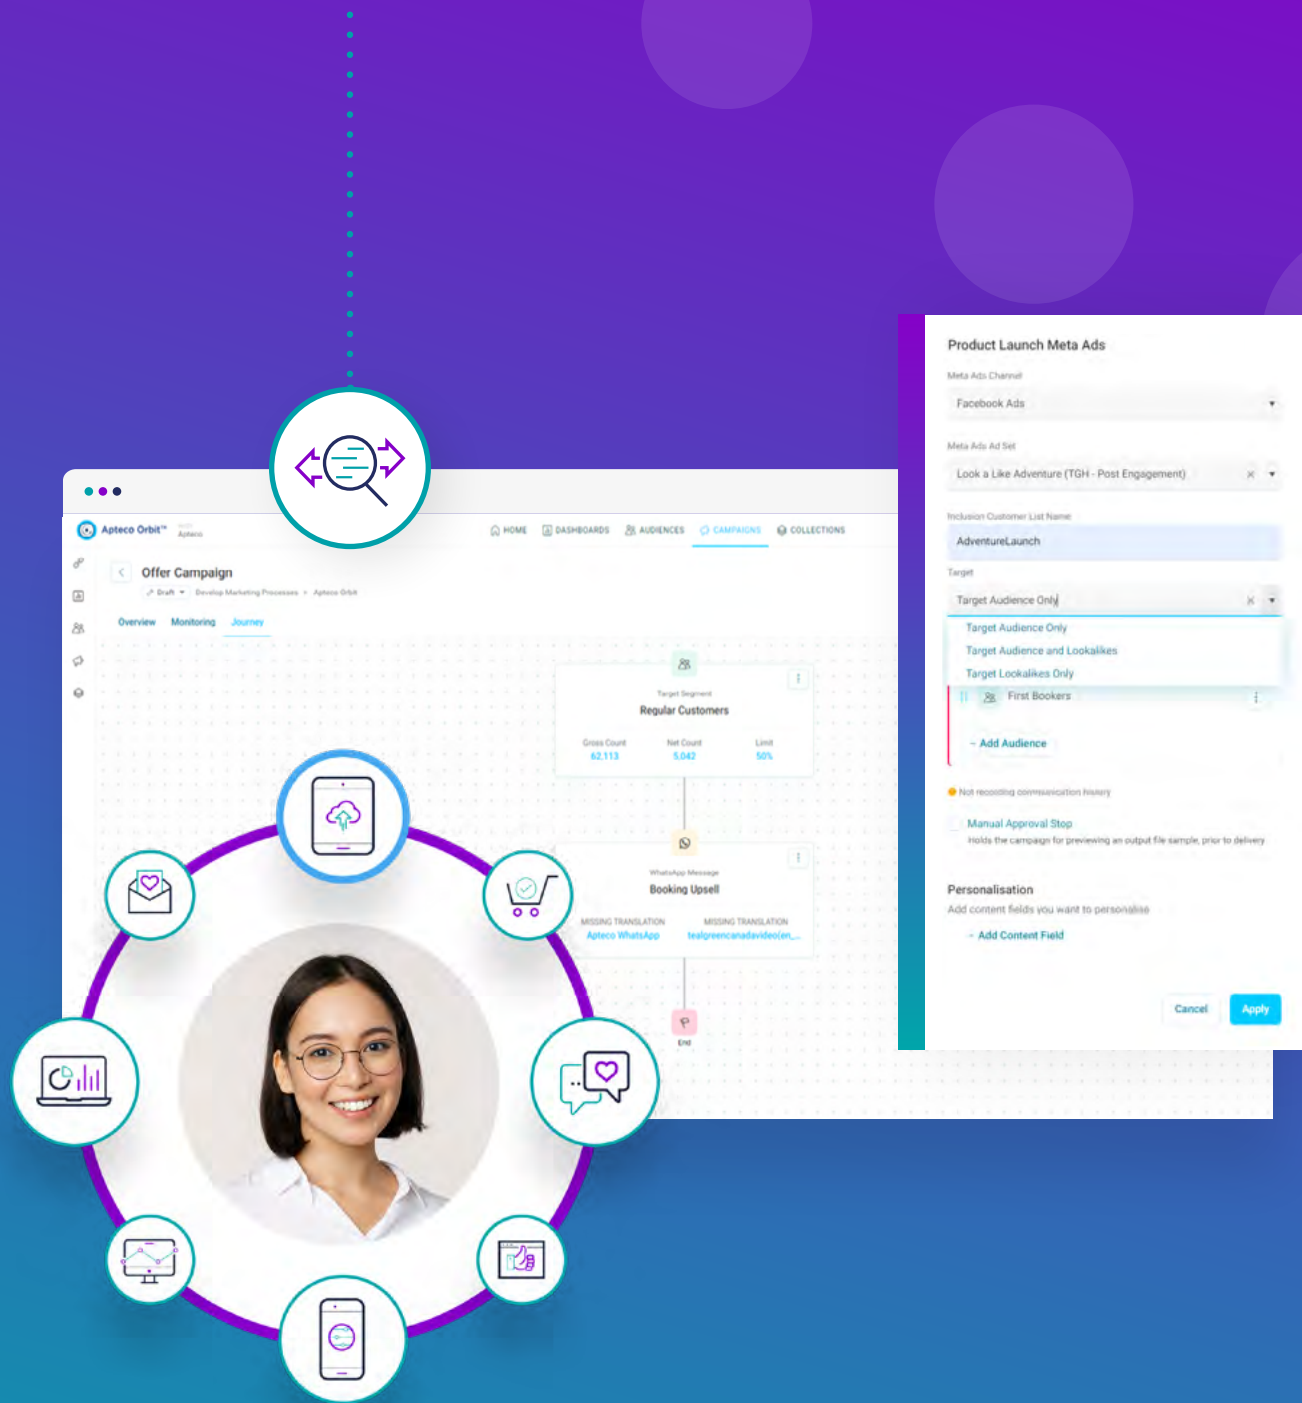 Apteco Orbit™
Apteco
HOME DASHBOARDS AUDIENCES CAMPAIGNS COLLECTIONS
Offer Campaign
Draft Develop Marketing Processes > Apteco Orbit
Overview Monitoring Journey
Target Segment
Regular Customers
Gross Count Net Count Limit
62,113 5,042 50%
WhatsApp Message
Booking Upsell
MISSING TRANSLATION MISSING TRANSLATION
Apteco WhatsApp tealgreencanadavideo(en_...
End
Product Launch Meta Ads
Meta Ads Channel
Facebook Ads
Meta Ads Ad Set
Look a Like Adventure (TGH - Post Engagement)
Inclusion Customer List Name
AdventureLaunch
Target
Target Audience Only
Target Audience Only
Target Audience and Lookalikes
Target Lookalikes Only
First Bookers
Add Audience
Not recording communication history
Manual Approval Stop
Holds the campaign for previewing an output file sample, prior to delivery
Personalisation
Add content fields you want to personalise
Add Content Field
Cancel Apply